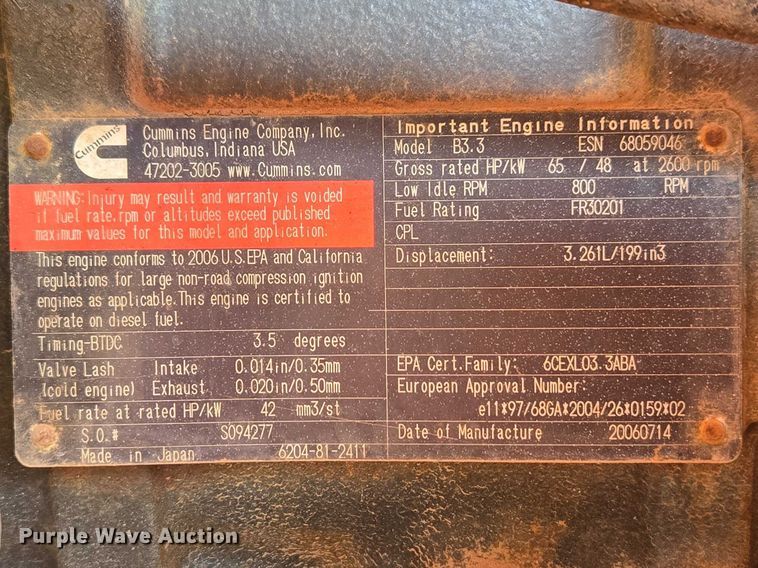 Cummins
Cummins Engine Company, Inc.
Columbus, Indiana USA
47202-3005 www.Cummins.com
WARNING: Injury may result and warranty is voided
if fuel rate, rpm or altitudes exceed published
maximum values for this model and application.
This engine conforms to 2006 U.S. EPA and California
regulations for large non-road compression ignition
engines as applicable. This engine is certified to
operate on diesel fuel.
Timing-BTDC 3.5 degrees
Valve Lash Intake 0.014in/0.35mm
(cold engine) Exhaust 0.020in/0.50mm
Fuel rate at rated HP/kW 42 mm3/st
S.O.# SO94277
Made in Japan 6204-81-2411
Important Engine Information
Model B3.3 ESN 68059046
Gross rated HP/kW 65 / 48 at 2600 rpm
Low Idle RPM 800 RPM
Fuel Rating FR30201
CPL
Displacement: 3.261L/199in3
EPA Cert.Family: 6CEXL03.3ABA
European Approval Number:
e11*97/68GA*2004/26*0159*02
Date of Manufacture 20060714
Purple Wave Auction